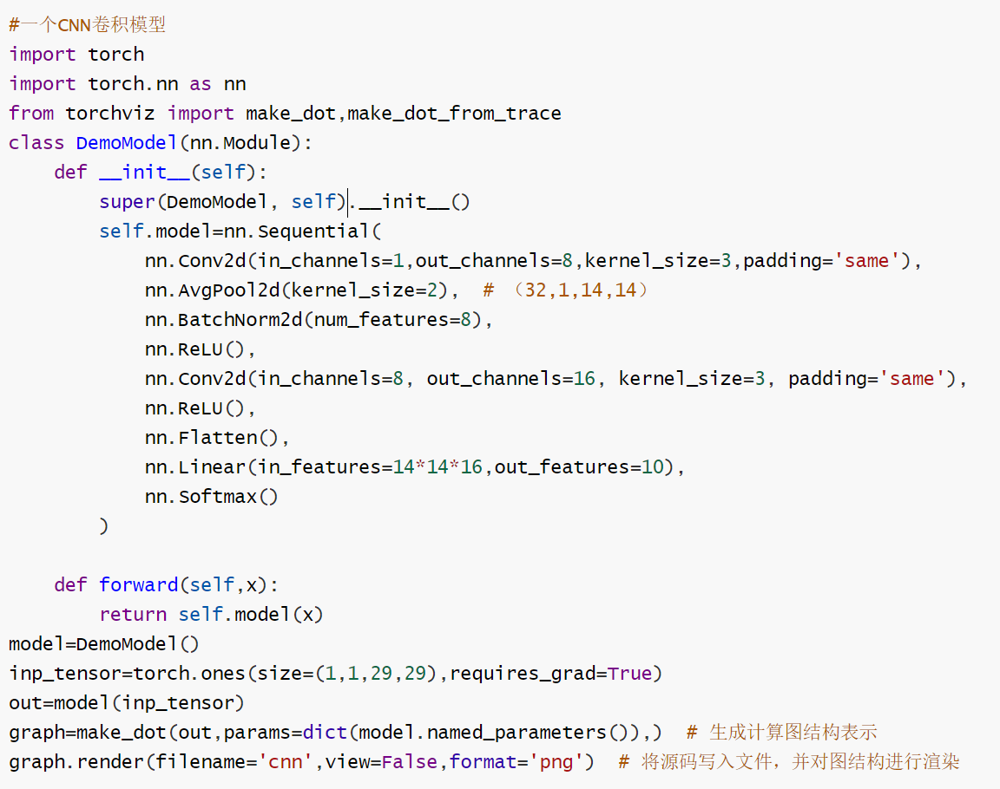 #一个CNN卷积模型
import torch
import torch.nn as nn
from torchviz import make_dot,make_dot_from_trace
class DemoModel(nn.Module):
    def __init__(self):
        super(DemoModel, self).__init__()
        self.model=nn.Sequential(
            nn.Conv2d(in_channels=1,out_channels=8,kernel_size=3,padding='same'),
            nn.AvgPool2d(kernel_size=2),  # （32,1,14,14）
            nn.BatchNorm2d(num_features=8),
            nn.ReLU(),
            nn.Conv2d(in_channels=8, out_channels=16, kernel_size=3, padding='same'),
            nn.ReLU(),
            nn.Flatten(),
            nn.Linear(in_features=14*14*16,out_features=10),
            nn.Softmax()
        )
    def forward(self,x):
        return self.model(x)
model=DemoModel()
inp_tensor=torch.ones(size=(1,1,29,29),requires_grad=True)
out=model(inp_tensor)
graph=make_dot(out,params=dict(model.named_parameters()),)  # 生成计算图结构表示
graph.render(filename='cnn',view=False,format='png')  # 将源码写入文件，并对图结构进行渲染